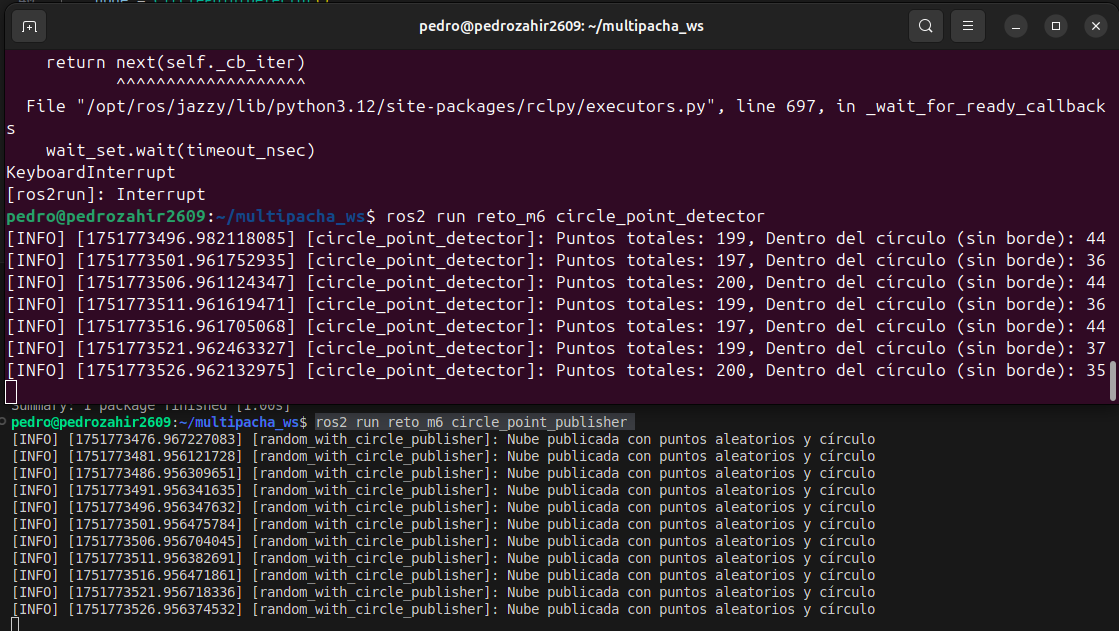 pedro@pedrozahir2609: ~/multipacha_ws
    return next(self._cb_iter)
           ^^^^^^^^^^^^^^^^^^^
  File "/opt/ros/jazzy/lib/python3.12/site-packages/rclpy/executors.py", line 697, in _wait_for_ready_callback
s
    wait_set.wait(timeout_nsec)
KeyboardInterrupt
[ros2run]: Interrupt
pedro@pedrozahir2609:~/multipacha_ws$ ros2 run reto_m6 circle_point_detector
[INFO] [1751773496.982118085] [circle_point_detector]: Puntos totales: 199, Dentro del círculo (sin borde): 44
[INFO] [1751773501.961752935] [circle_point_detector]: Puntos totales: 197, Dentro del círculo (sin borde): 36
[INFO] [1751773506.961124347] [circle_point_detector]: Puntos totales: 200, Dentro del círculo (sin borde): 44
[INFO] [1751773511.961619471] [circle_point_detector]: Puntos totales: 199, Dentro del círculo (sin borde): 36
[INFO] [1751773516.961705068] [circle_point_detector]: Puntos totales: 197, Dentro del círculo (sin borde): 44
[INFO] [1751773521.962463327] [circle_point_detector]: Puntos totales: 199, Dentro del círculo (sin borde): 37
[INFO] [1751773526.962132975] [circle_point_detector]: Puntos totales: 200, Dentro del círculo (sin borde): 35
Summary: 1 package finished [1.00s]
pedro@pedrozahir2609:~/multipacha_ws$ ros2 run reto_m6 circle_point_publisher
[INFO] [1751773476.967227083] [random_with_circle_publisher]: Nube publicada con puntos aleatorios y círculo
[INFO] [1751773481.956121728] [random_with_circle_publisher]: Nube publicada con puntos aleatorios y círculo
[INFO] [1751773486.956309651] [random_with_circle_publisher]: Nube publicada con puntos aleatorios y círculo
[INFO] [1751773491.956341635] [random_with_circle_publisher]: Nube publicada con puntos aleatorios y círculo
[INFO] [1751773496.956347632] [random_with_circle_publisher]: Nube publicada con puntos aleatorios y círculo
[INFO] [1751773501.956475784] [random_with_circle_publisher]: Nube publicada con puntos aleatorios y círculo
[INFO] [1751773506.956704045] [random_with_circle_publisher]: Nube publicada con puntos aleatorios y círculo
[INFO] [1751773511.956382691] [random_with_circle_publisher]: Nube publicada con puntos aleatorios y círculo
[INFO] [1751773516.956471861] [random_with_circle_publisher]: Nube publicada con puntos aleatorios y círculo
[INFO] [1751773521.956718336] [random_with_circle_publisher]: Nube publicada con puntos aleatorios y círculo
[INFO] [1751773526.956374532] [random_with_circle_publisher]: Nube publicada con puntos aleatorios y círculo